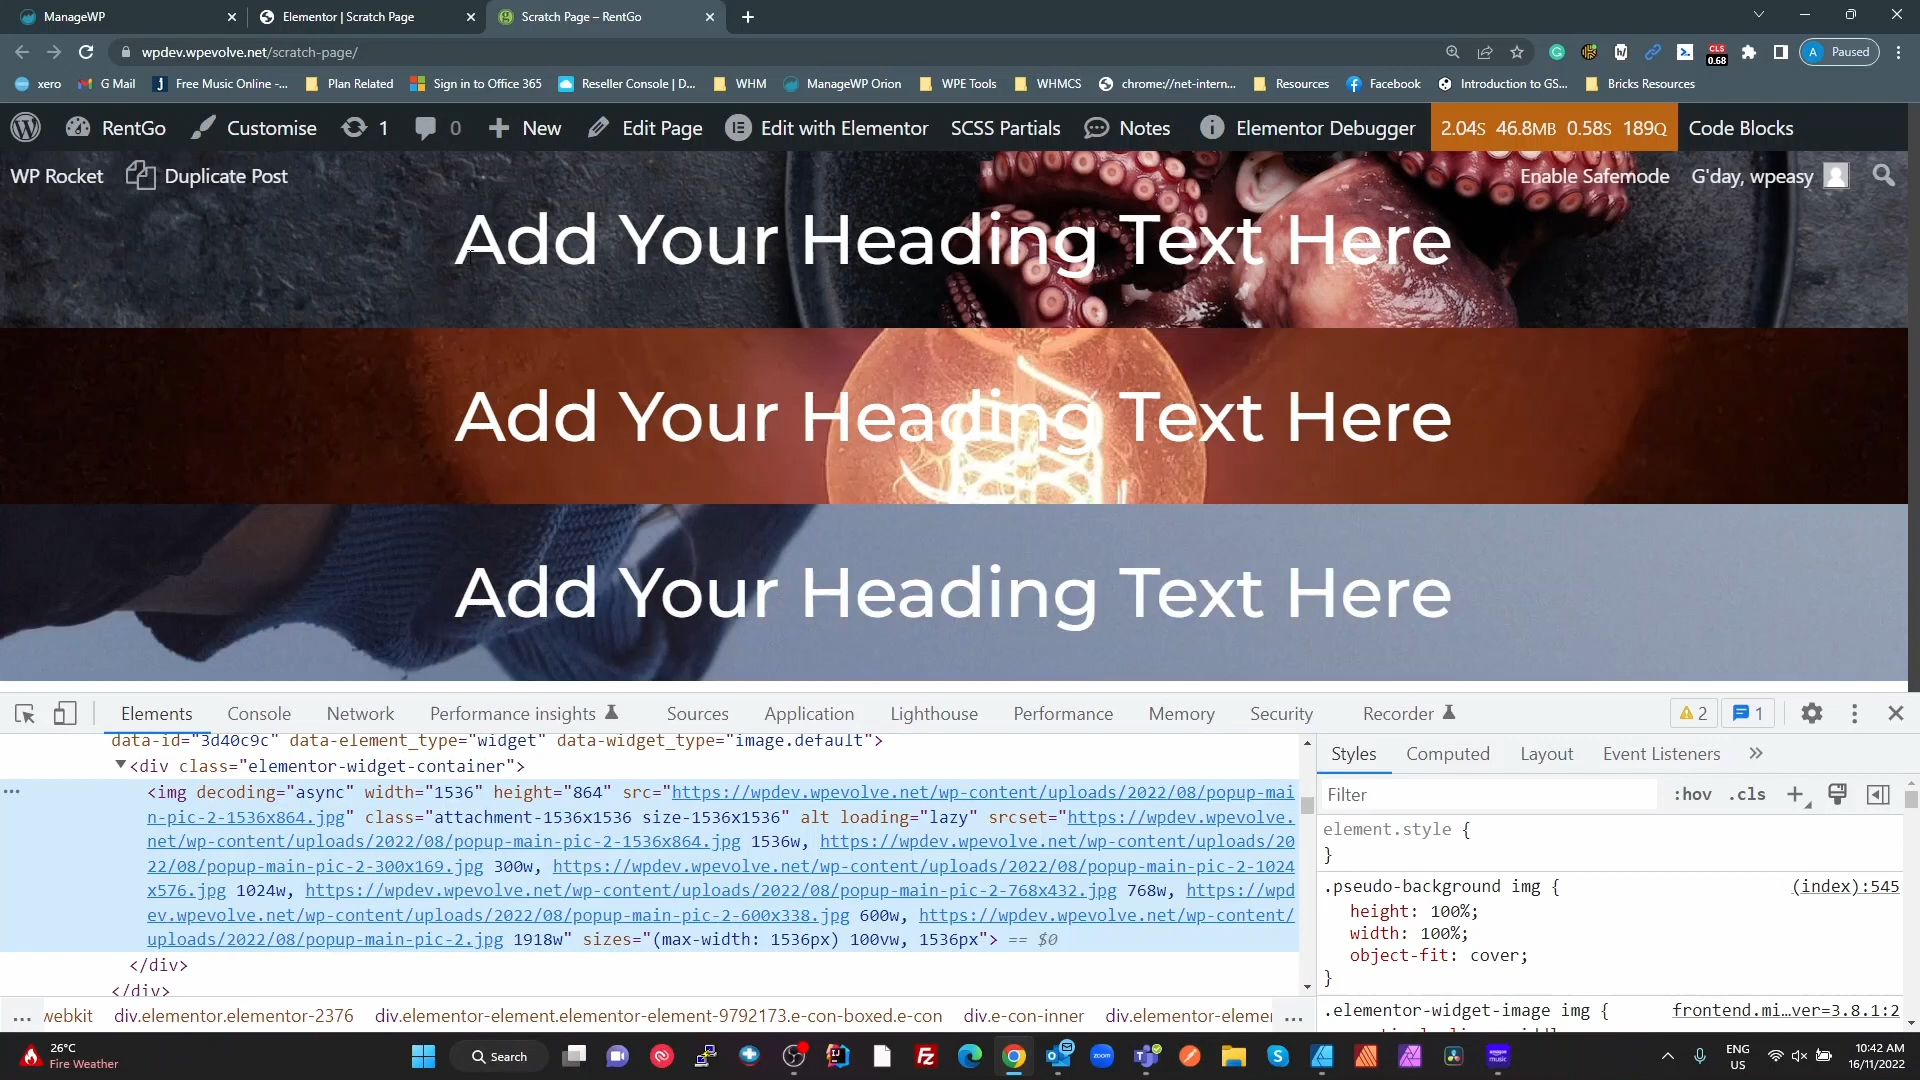 ManageWP
Elementor | Scratch Page
Scratch Page – RentGo
wpdev.wpevolve.net/scratch-page/
CLS
0.68
A Paused
xero
G Mail
Free Music Online -...
Plan Related
Sign in to Office 365
Reseller Console | D...
WHM
ManageWP Orion
WPE Tools
WHMCS
chrome://net-intern...
Resources
Facebook
Introduction to GS...
Bricks Resources
RentGo
Customise
1
0
New
Edit Page
Edit with Elementor
SCSS Partials
Notes
Elementor Debugger
2.04S 46.8MB 0.58S 189Q
Code Blocks
WP Rocket
Duplicate Post
Enable Safemode
G'day, wpeasy
Add Your Heading Text Here
Add Your Heading Text Here
Add Your Heading Text Here
Elements
Console
Network
Performance insights
Sources
Application
Lighthouse
Performance
Memory
Security
Recorder
2
1
data-id="3d40c9c" data-element_type="widget" data-widget_type="image.default">
<div class="elementor-widget-container">
<img decoding="async" width="1536" height="864" src="https://wpdev.wpevolve.net/wp-content/uploads/2022/08/popup-mai
n-pic-2-1536x864.jpg" class="attachment-1536x1536 size-1536x1536" alt loading="lazy" srcset="https://wpdev.wpevolve.
net/wp-content/uploads/2022/08/popup-main-pic-2-1536x864.jpg 1536w, https://wpdev.wpevolve.net/wp-content/uploads/20
22/08/popup-main-pic-2-300x169.jpg 300w, https://wpdev.wpevolve.net/wp-content/uploads/2022/08/popup-main-pic-2-1024
x576.jpg 1024w, https://wpdev.wpevolve.net/wp-content/uploads/2022/08/popup-main-pic-2-768x432.jpg 768w, https://wpd
ev.wpevolve.net/wp-content/uploads/2022/08/popup-main-pic-2-600x338.jpg 600w, https://wpdev.wpevolve.net/wp-content/
uploads/2022/08/popup-main-pic-2.jpg 1918w" sizes="(max-width: 1536px) 100vw, 1536px"> == $0
</div>
</div>
... webkit div.elementor.elementor-2376 div.elementor-element.elementor-element-9792173.e-con-boxed.e-con div.e-con-inner div.elementor-elemer ...
Styles
Computed
Layout
Event Listeners
Filter
:hov
.cls
element.style {
}
.pseudo-background img { (index):545
height: 100%;
width: 100%;
object-fit: cover;
}
.elementor-widget-image img { frontend.mi…ver=3.8.1:2
26°C
Fire Weather
Search
zoom
music
ENG
US
10:42 AM
16/11/2022